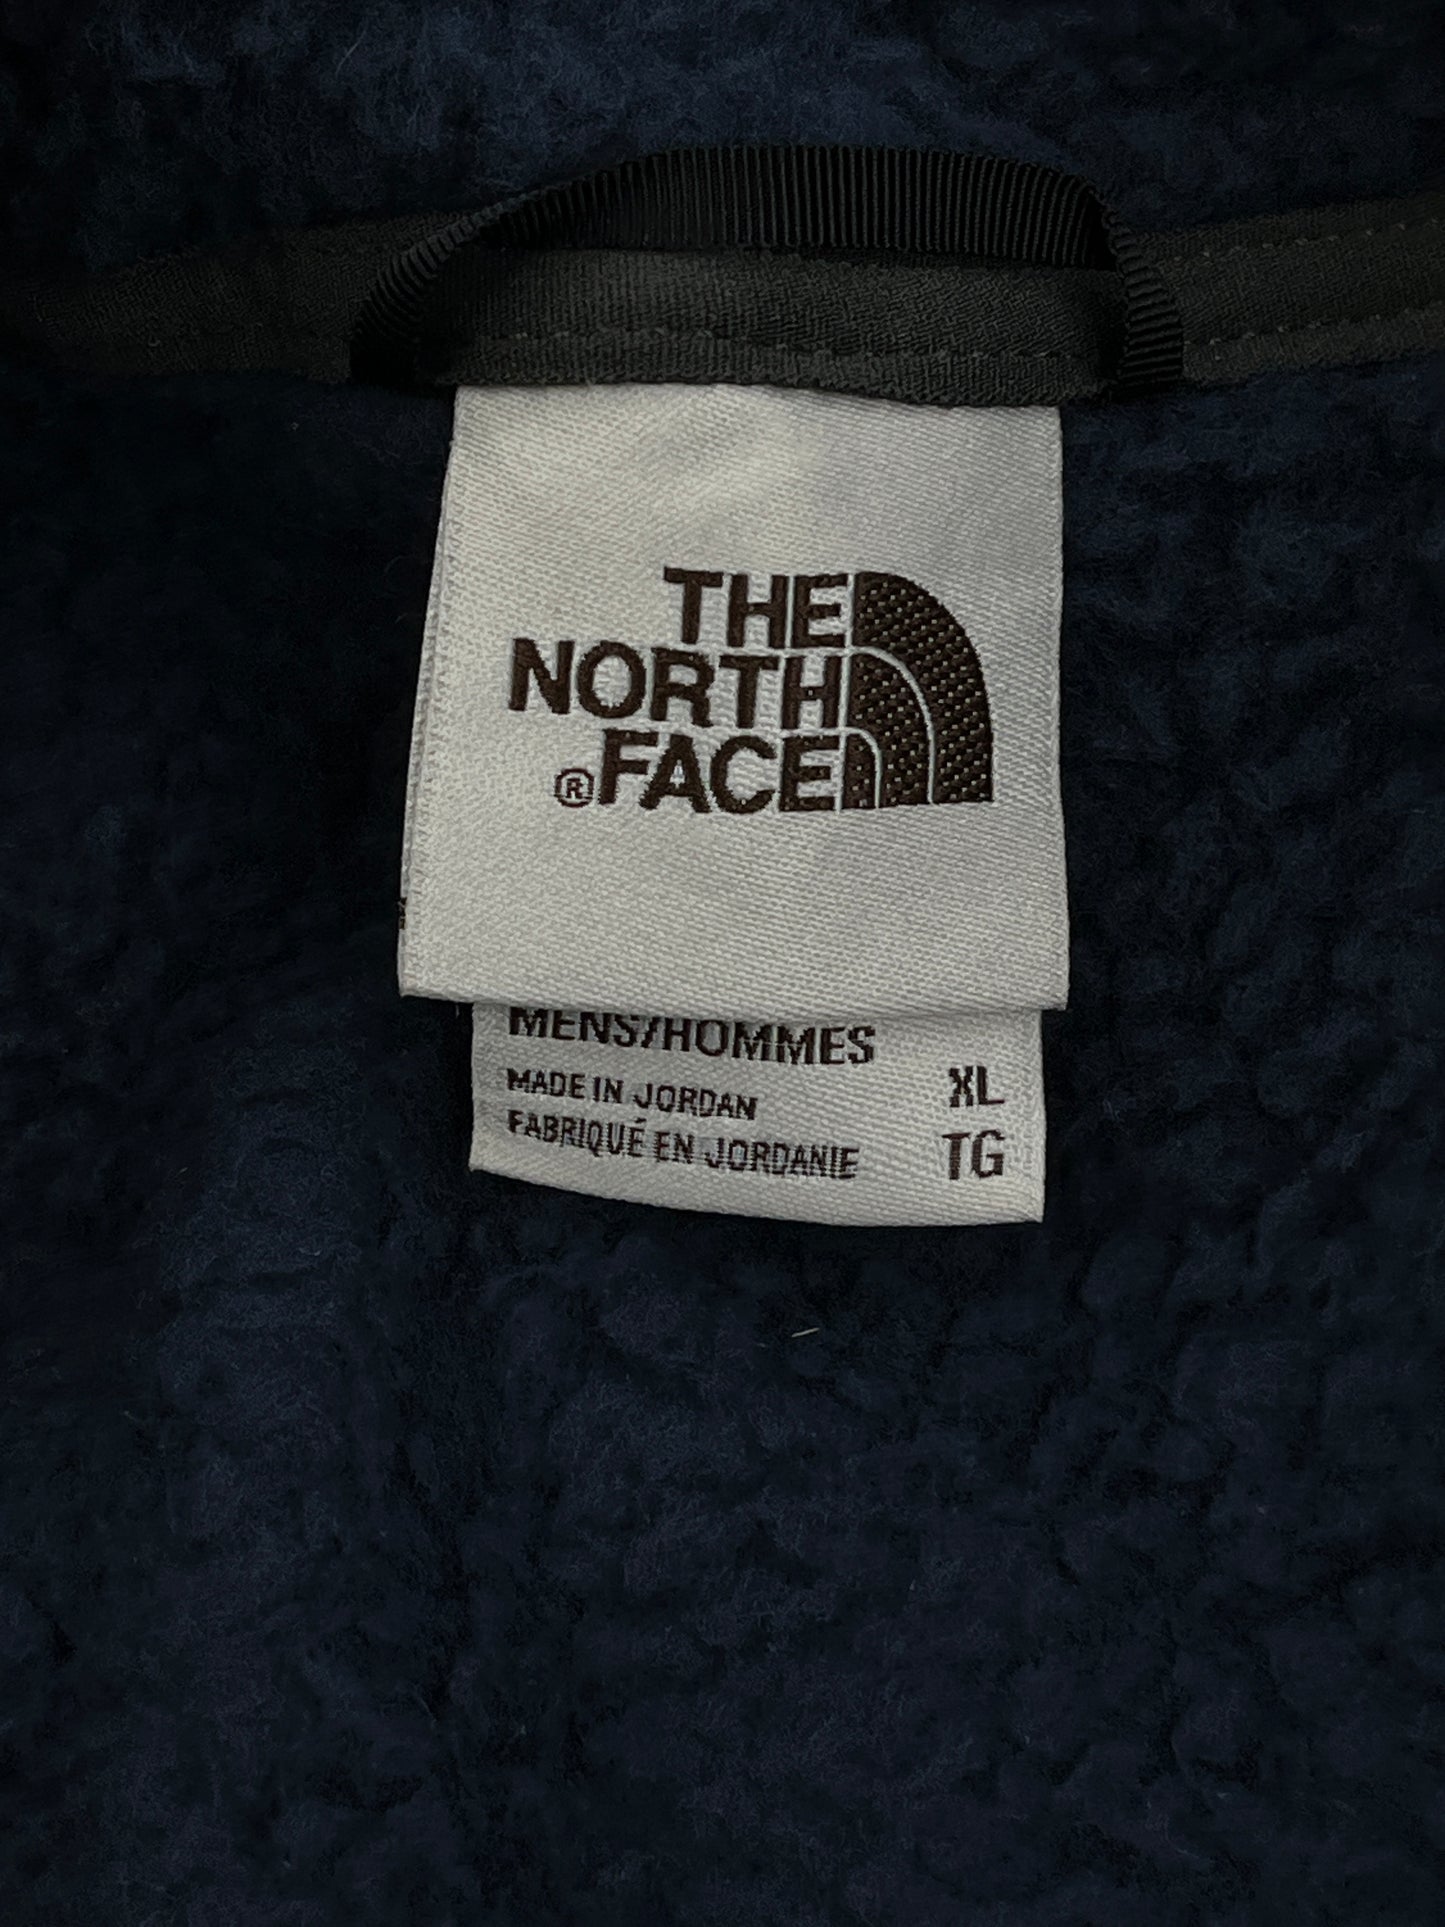 THE
NORTH
®FACE
MENS/HOMMES
MADE IN JORDAN XL
FABRIQUÉ EN JORDANIE TG